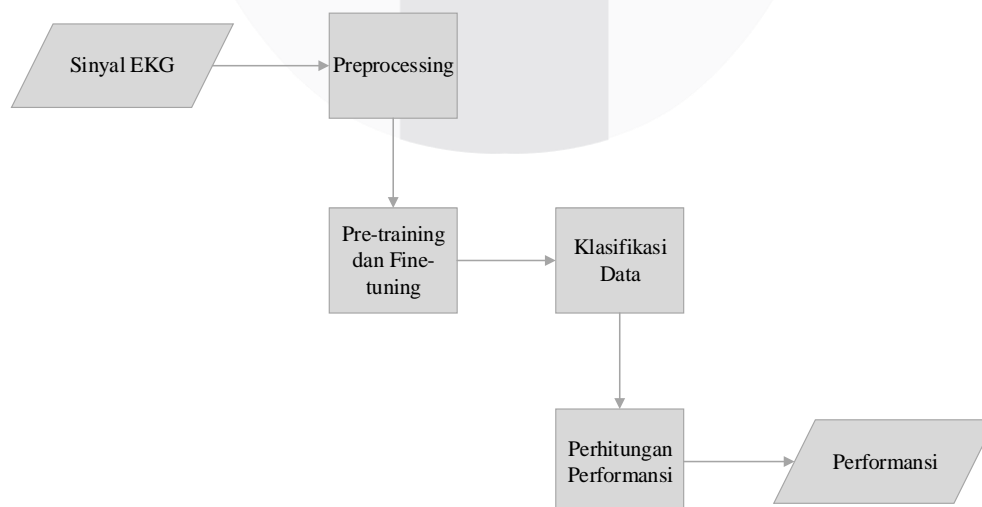 Sinyal EKG
Preprocessing
Pre-training
dan Fine-
tuning
Klasifikasi
Data
Perhitungan
Performansi
Performansi